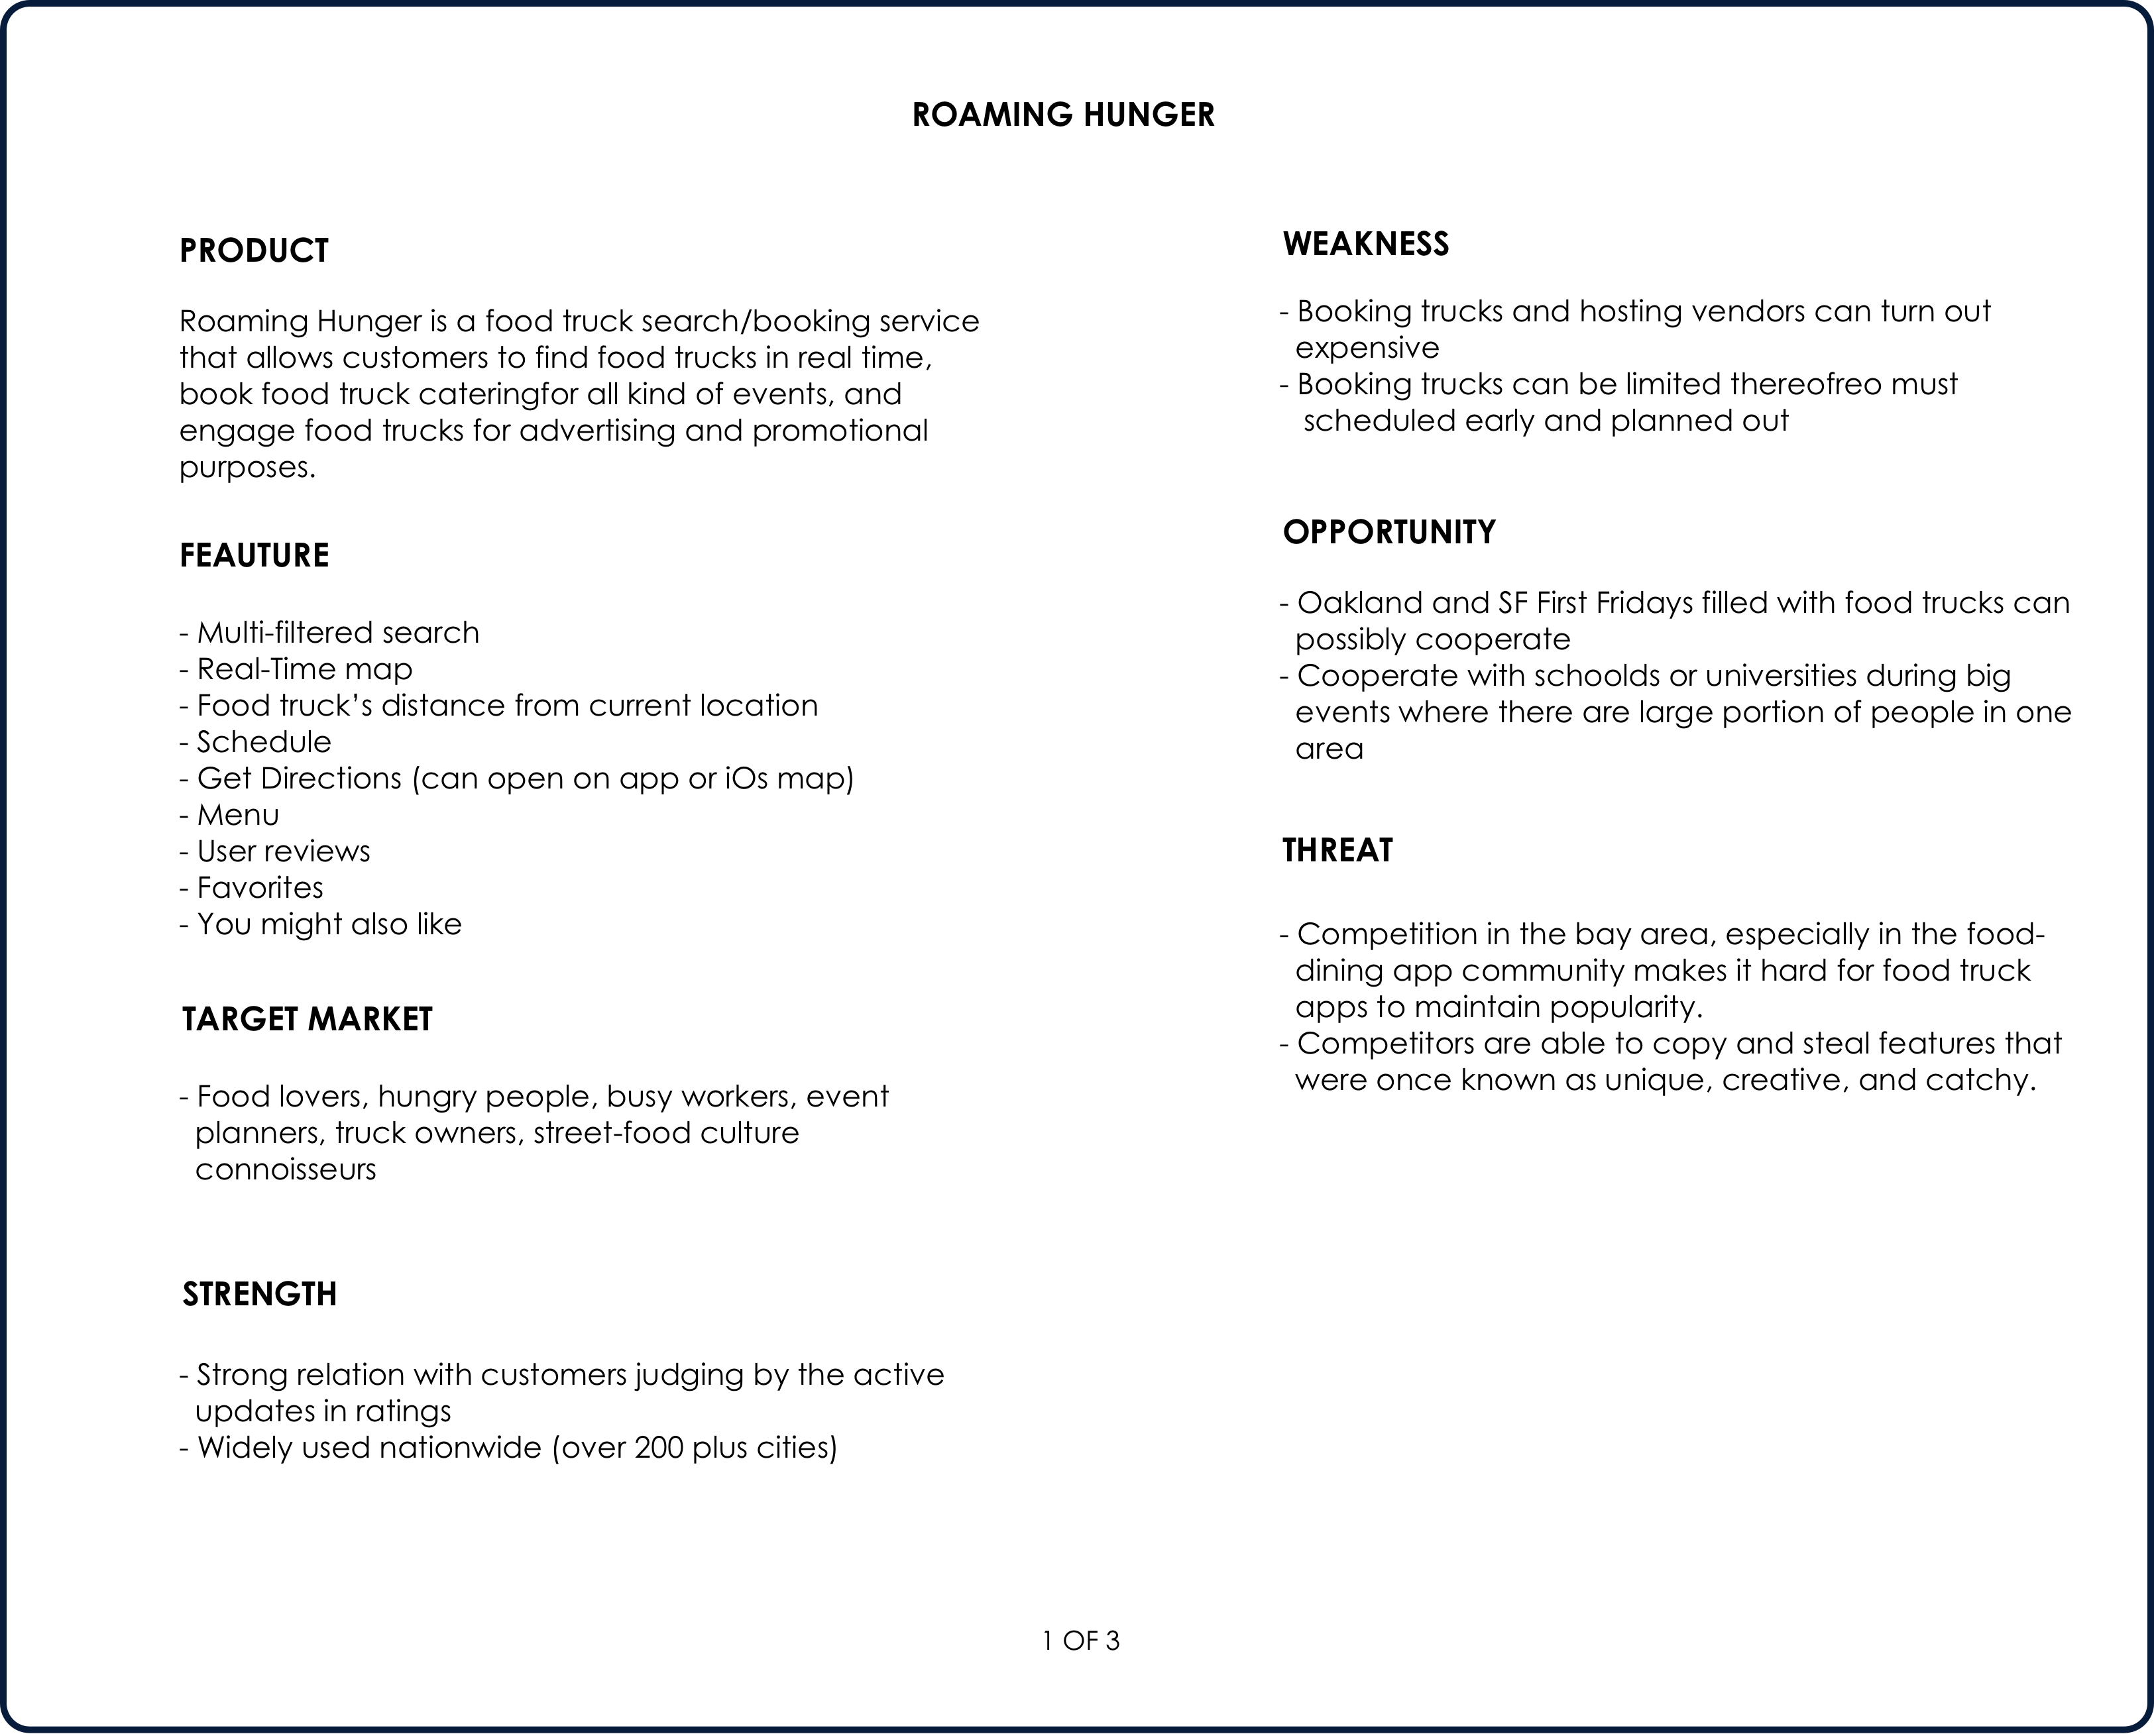 ROAMING HUNGER
PRODUCT
Roaming Hunger is a food truck search/booking service
that allows customers to find food trucks in real time,
book food truck cateringfor all kind of events, and
engage food trucks for advertising and promotional
purposes.
FEAUTURE
- Multi-filtered search
- Real-Time map
- Food truck’s distance from current location
- Schedule
- Get Directions (can open on app or iOs map)
- Menu
- User reviews
- Favorites
- You might also like
TARGET MARKET
- Food lovers, hungry people, busy workers, event
planners, truck owners, street-food culture
connoisseurs
STRENGTH
- Strong relation with customers judging by the active
updates in ratings
- Widely used nationwide (over 200 plus cities)
WEAKNESS
- Booking trucks and hosting vendors can turn out
expensive
- Booking trucks can be limited thereofreo must
scheduled early and planned out
OPPORTUNITY
- Oakland and SF First Fridays filled with food trucks can
possibly cooperate
- Cooperate with schoolds or universities during big
events where there are large portion of people in one
area
THREAT
- Competition in the bay area, especially in the food-
dining app community makes it hard for food truck
apps to maintain popularity.
- Competitors are able to copy and steal features that
were once known as unique, creative, and catchy.
1 OF 3